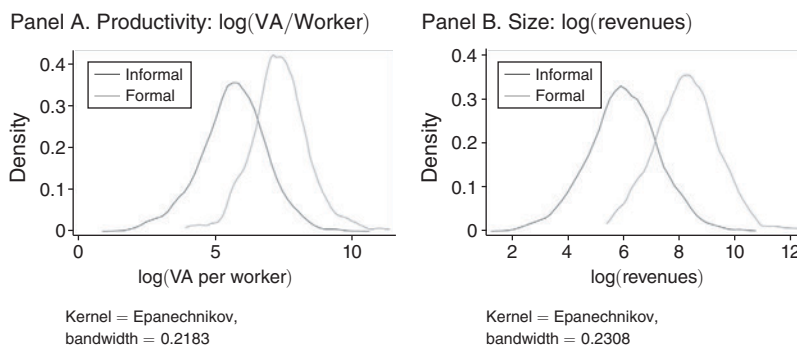 Panel A. Productivity: log(VA/Worker)
0.4
0.3
0.2
0.1
0
Density
Informal
Formal
0
5
10
log(VA per worker)
Kernel = Epanechnikov,
bandwidth = 0.2183
Panel B. Size: log(revenues)
0.4
0.3
0.2
0.1
0
Density
Informal
Formal
2
4
6
8
10
12
log(revenues)
Kernel = Epanechnikov,
bandwidth = 0.2308